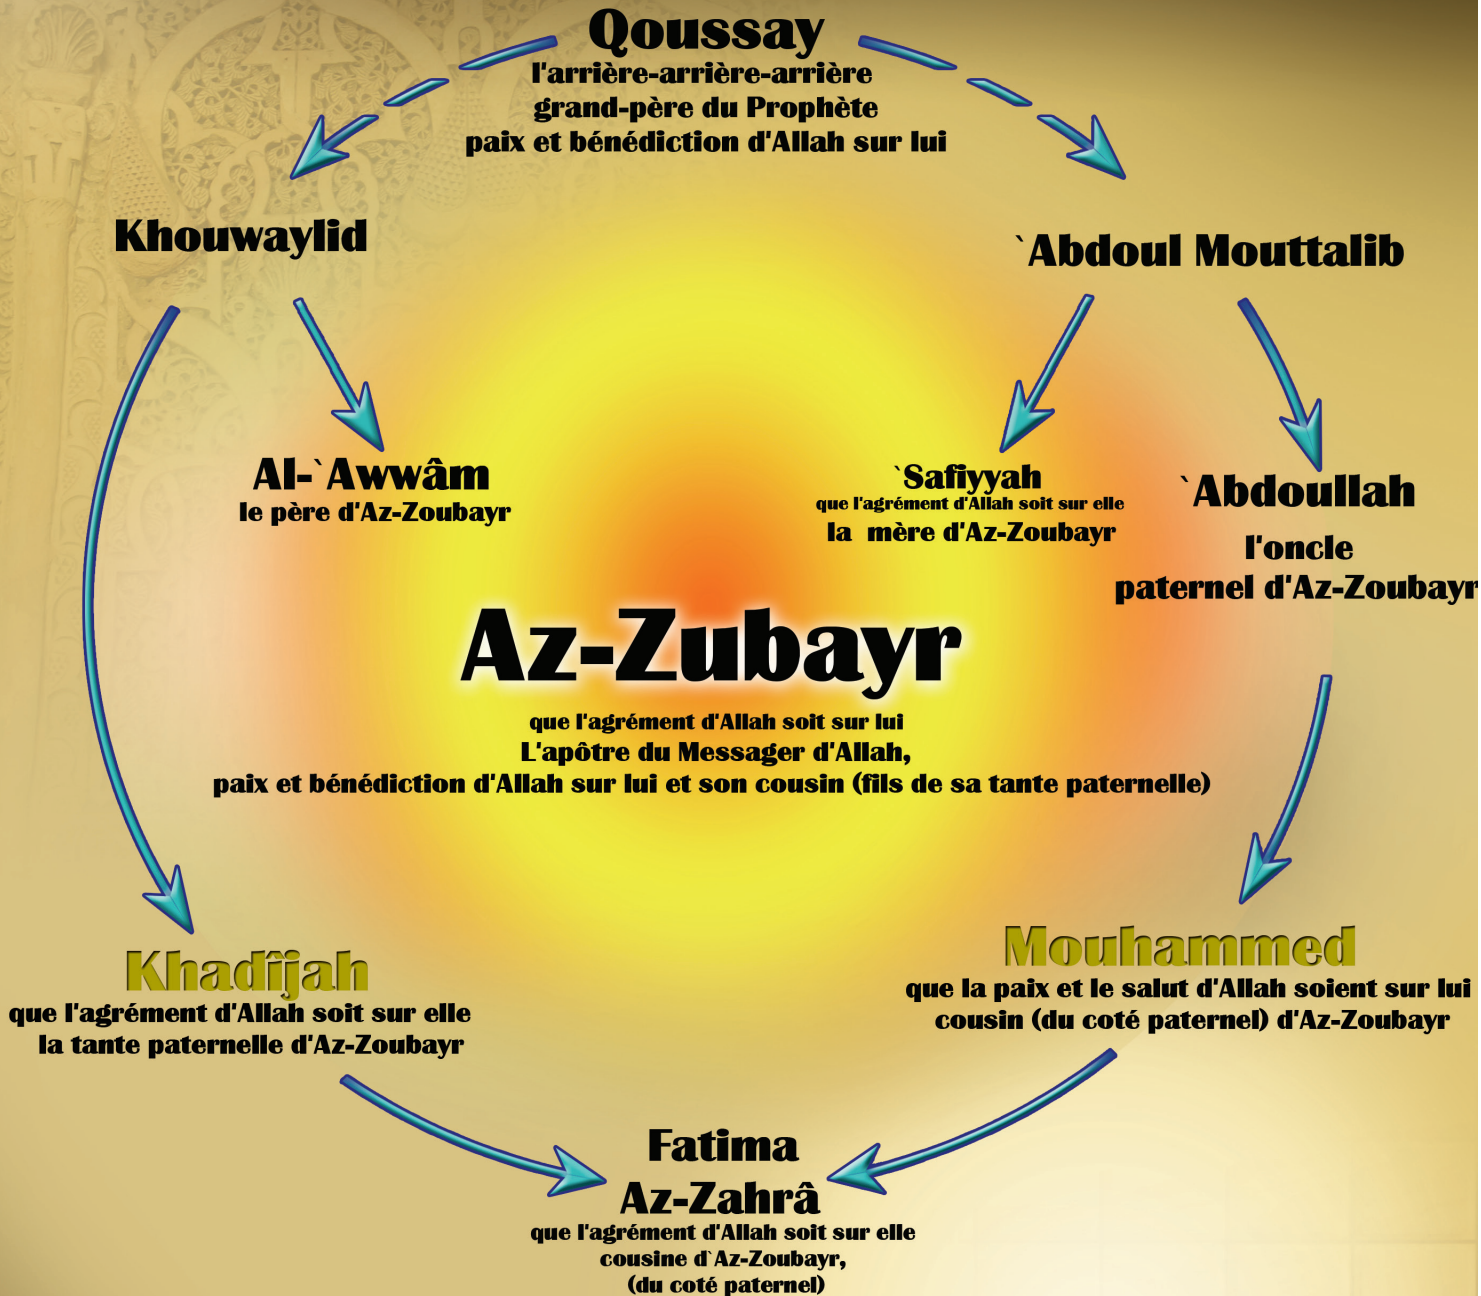 Qoussay
l'arrière-arrière-arrière
grand-père du Prophète
paix et bénédiction d'Allah sur lui
Khouwaylid
`Abdoul Mouttalib
Al-`Awwâm
le père d'Az-Zoubayr
`Safiyyah
que l'agrément d'Allah soit sur elle
la mère d'Az-Zoubayr
`Abdoullah
l'oncle
paternel d'Az-Zoubayr
Az-Zubayr
que l'agrément d'Allah soit sur lui
L'apôtre du Messager d'Allah,
paix et bénédiction d'Allah sur lui et son cousin (fils de sa tante paternelle)
Khadîjah
que l'agrément d'Allah soit sur elle
la tante paternelle d'Az-Zoubayr
Mouhammed
que la paix et le salut d'Allah soient sur lui
cousin (du coté paternel) d'Az-Zoubayr
Fatima
Az-Zahrâ
que l'agrément d'Allah soit sur elle
cousine d`Az-Zoubayr,
(du coté paternel)